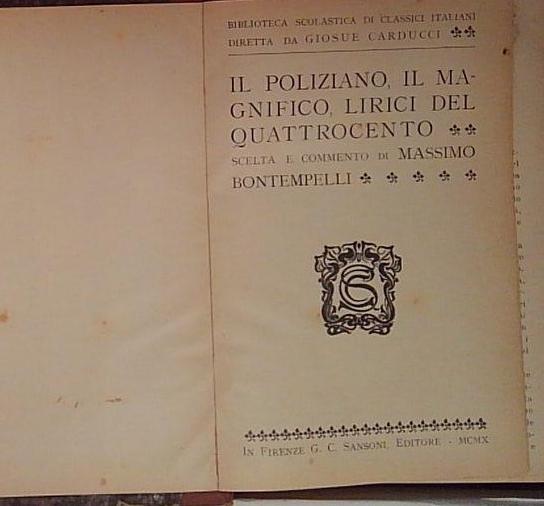 BIBLIOTECA SCOLASTICA DI CLASSICI ITALIANI
DIRETTA DA GIOSUE CARDUCCI
IL POLIZIANO, IL MA-
GNIFICO, LIRICI DEL
QUATTROCENTO
SCELTA E COMMENTO DI MASSIMO
BONTEMPELLI
IN FIRENZE G. C. SANSONI, EDITORE - MCMX